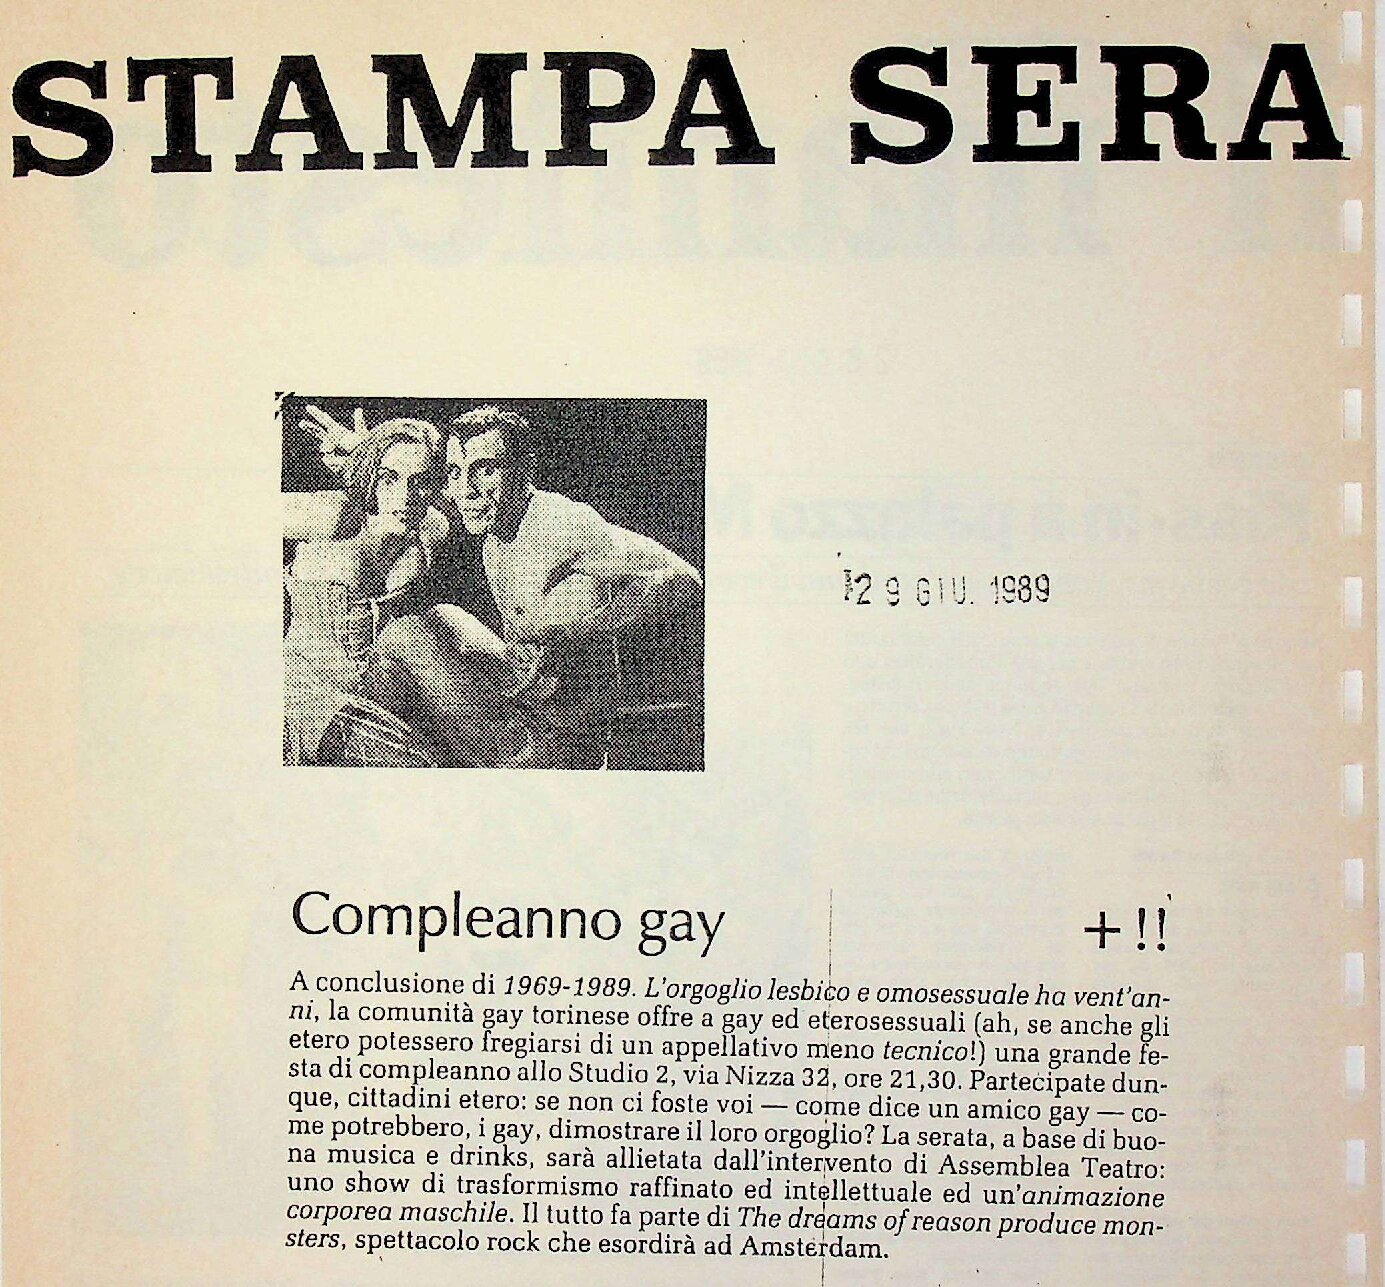 STAMPA SERA
29 GIU. 1989
Compleanno gay +!!
A conclusione di 1969-1989. L'orgoglio lesbico e omosessuale ha vent'an-
ni, la comunità gay torinese offre a gay ed eterosessuali (ah, se anche gli
etero potessero fregiarsi di un appellativo meno tecnico!) una grande fe-
sta di compleanno allo Studio 2, via Nizza 32, ore 21,30. Partecipate dun-
que, cittadini etero: se non ci foste voi — come dice un amico gay — co-
me potrebbero, i gay, dimostrare il loro orgoglio? La serata, a base di buo-
na musica e drinks, sarà allietata dall'intervento di Assemblea Teatro:
uno show di trasformismo raffinato ed intellettuale ed un'animazione
corporea maschile. Il tutto fa parte di The dreams of reason produce mon-
sters, spettacolo rock che esordirà ad Amsterdam.